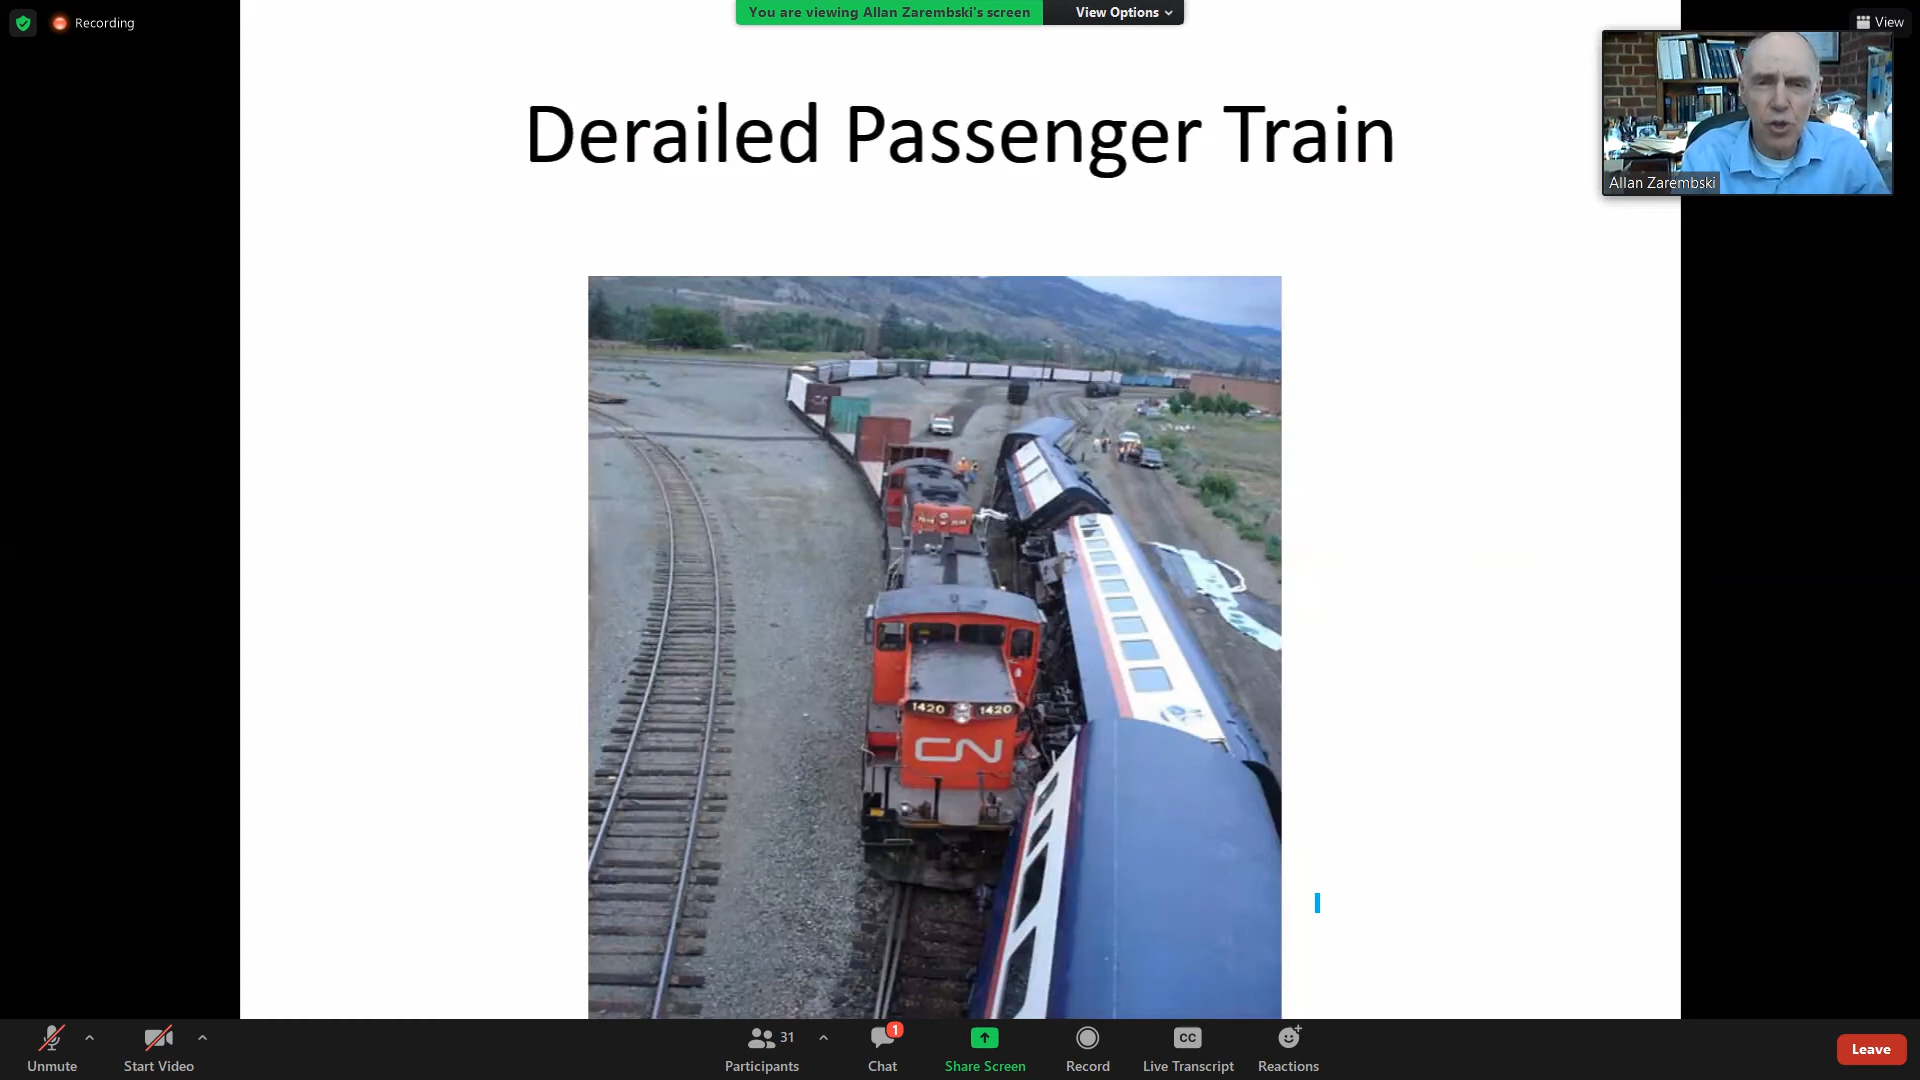 Recording
You are viewing Allan Zarembski's screen
View Options
View
Derailed Passenger Train
Allan Zarembski
1420 1420
CN
Unmute
Start Video
31
Participants
1
Chat
Share Screen
Record
CC
Live Transcript
Reactions
Leave